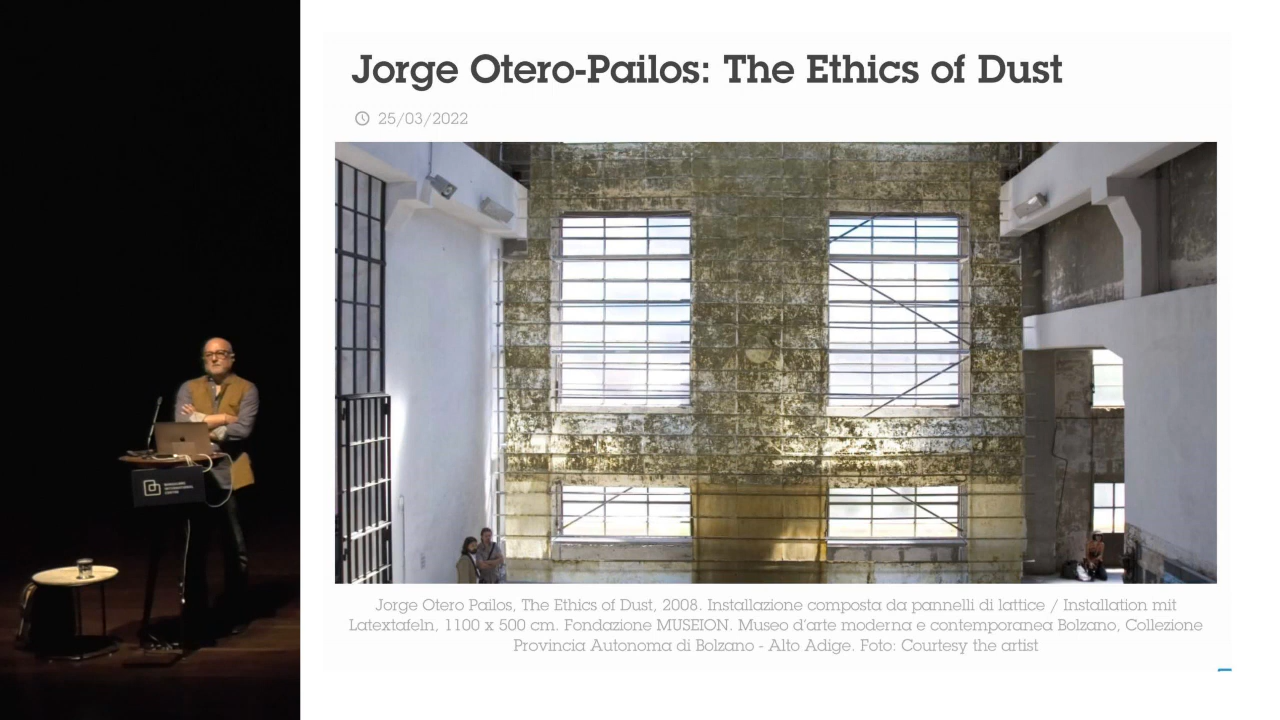 Jorge Otero-Pailos: The Ethics of Dust
25/03/2022
Jorge Otero Pailos, The Ethics of Dust, 2008. Installazione composta da pannelli di lattice / Installation mit
Latextafeln, 1100 x 500 cm. Fondazione MUSEION. Museo d'arte moderna e contemporanea Bolzano, Collezione
Provincia Autonoma di Bolzano - Alto Adige. Foto: Courtesy the artist
INTERNATIONAL
CENTRE